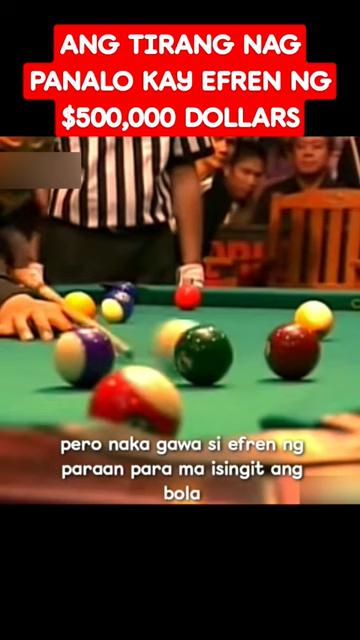 ANG TIRANG NAG
PANALO KAY EFREN NG
$500,000 DOLLARS
pero naka gawa si efren ng
paraan para ma isingit ang
bola